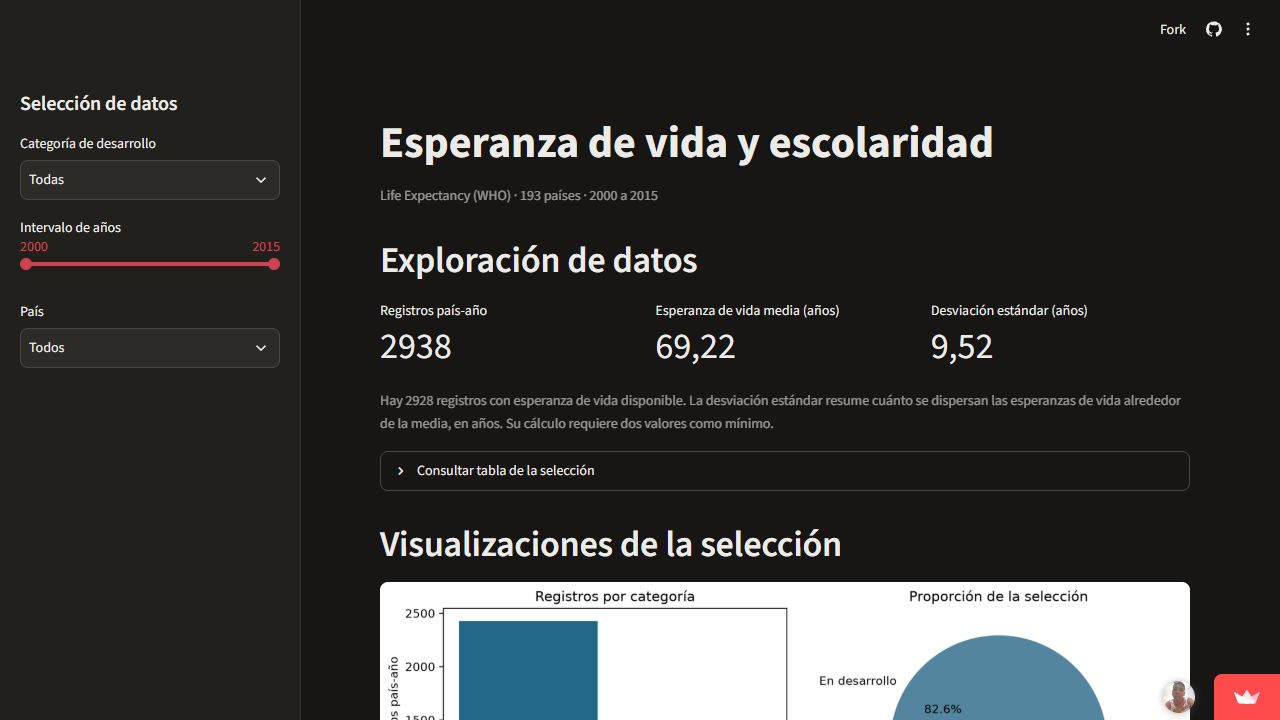 Fork
Selección de datos
Categoría de desarrollo
Todas
Intervalo de años
2000 2015
País
Todos
Esperanza de vida y escolaridad
Life Expectancy (WHO) · 193 países · 2000 a 2015
Exploración de datos
Registros país-año
2938
Esperanza de vida media (años)
69,22
Desviación estándar (años)
9,52
Hay 2928 registros con esperanza de vida disponible. La desviación estándar resume cuánto se dispersan las esperanzas de vida alrededor
de la media, en años. Su cálculo requiere dos valores como mínimo.
Consultar tabla de la selección
Visualizaciones de la selección
Registros por categoría
2500
2000
1500
os país-año
Proporción de la selección
En desarrollo
82.6%